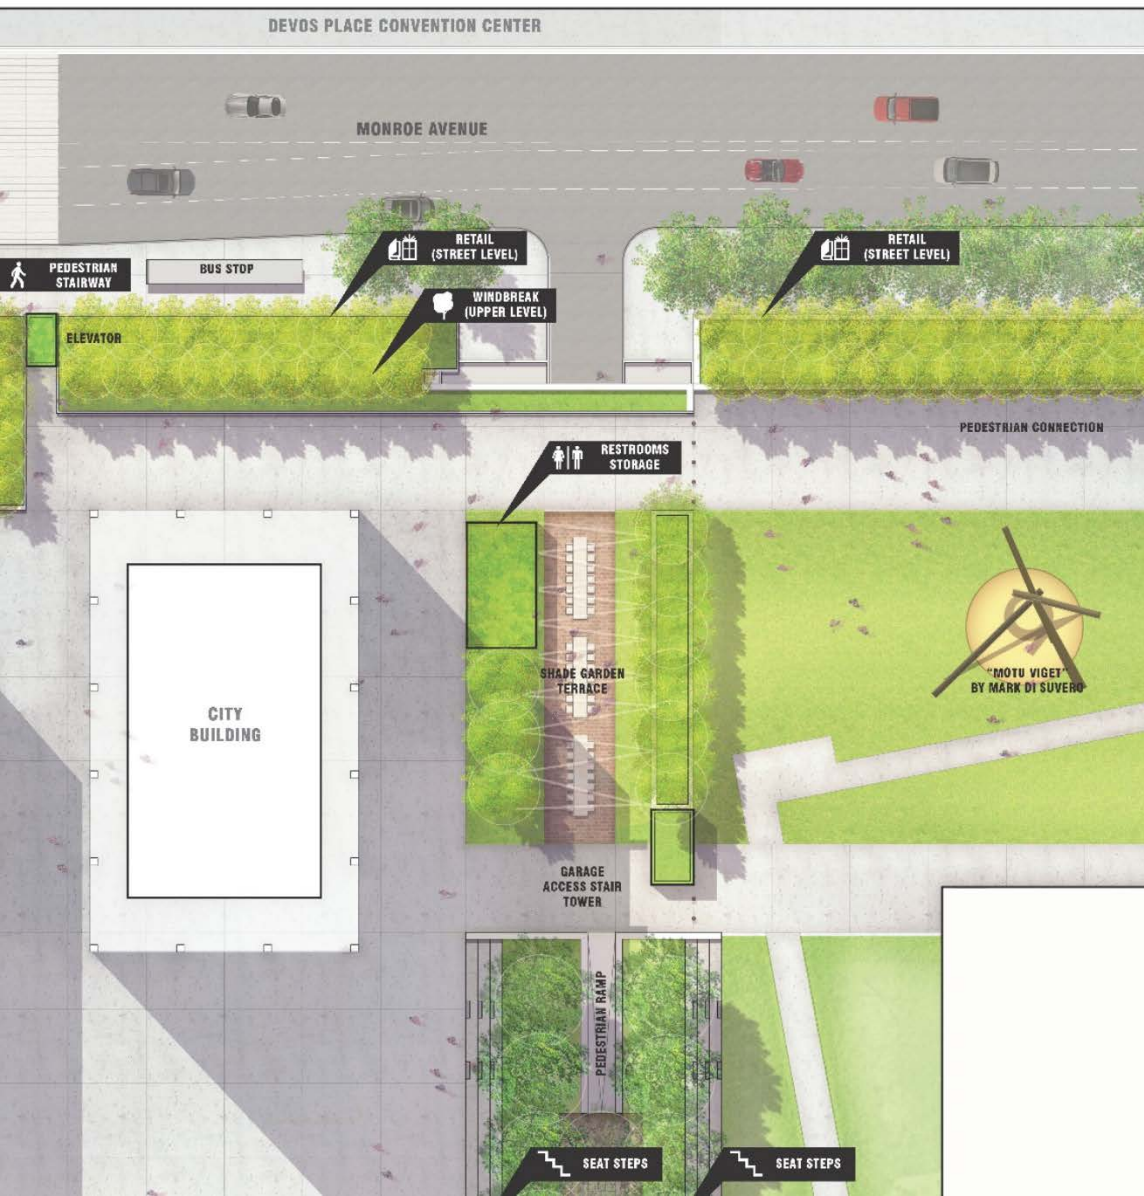 DEVOS PLACE CONVENTION CENTER
MONROE AVENUE
RETAIL
(STREET LEVEL)
RETAIL
(STREET LEVEL)
PEDESTRIAN
STAIRWAY
BUS STOP
WINDBREAK
(UPPER LEVEL)
ELEVATOR
PEDESTRIAN CONNECTION
RESTROOMS
STORAGE
SHADE GARDEN
TERRACE
"MOTU VIGET"
BY MARK DI SUVERO
CITY
BUILDING
GARAGE
ACCESS STAIR
TOWER
PEDESTRIAN RAMP
SEAT STEPS
SEAT STEPS